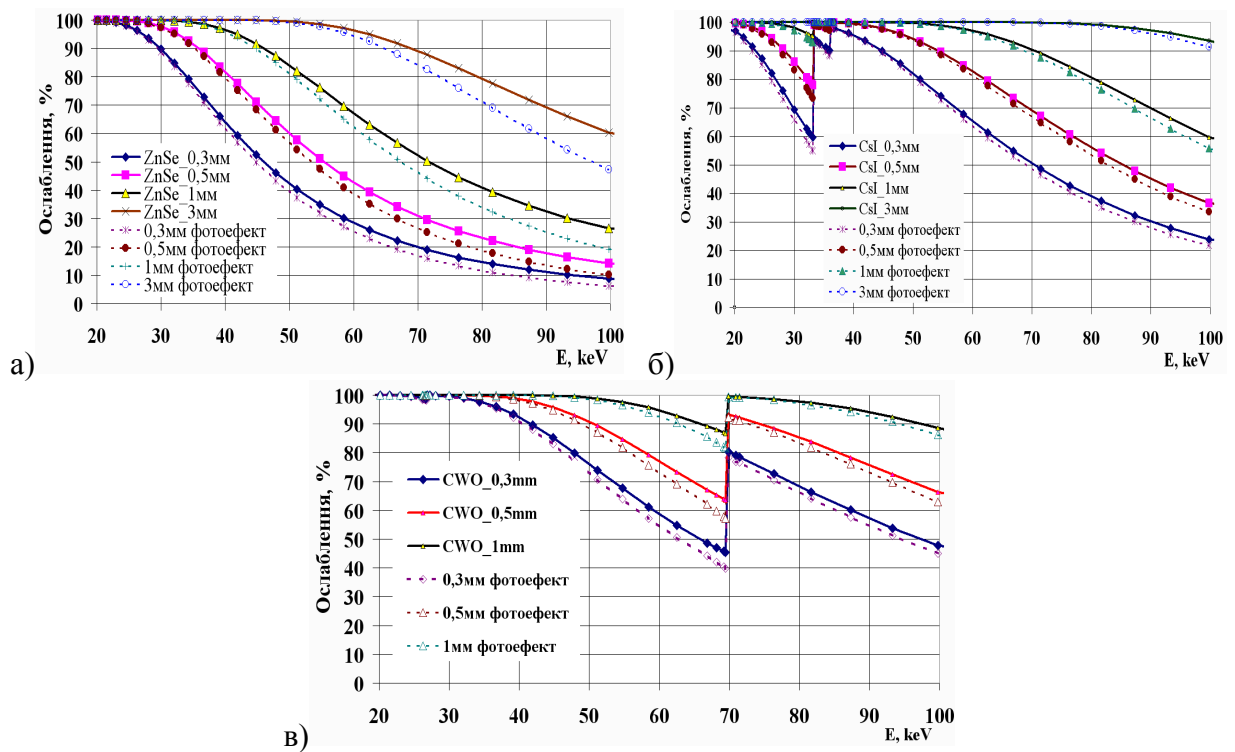 Ослаблення, %
100
90
80
70
60
50
40
30
20
10
0
ZnSe_0,3мм
ZnSe_0,5мм
ZnSe_1мм
ZnSe_3мм
0,3мм фотоефект
0,5мм фотоефект
1мм фотоефект
3мм фотоефект
20 30 40 50 60 70 80 90 100
E, keV
а)
Ослаблення, %
100
90
80
70
60
50
40
30
20
10
0
CsI_0,3мм
CsI_0,5мм
CsI_1мм
CsI_3мм
0,3мм фотоефект
0,5мм фотоефект
1мм фотоефект
3мм фотоефект
20 30 40 50 60 70 80 90 100
E, keV
б)
Ослаблення, %
100
90
80
70
60
50
40
30
20
10
0
CWO_0,3mm
CWO_0,5mm
CWO_1mm
0,3мм фотоефект
0,5мм фотоефект
1мм фотоефект
20 30 40 50 60 70 80 90 100
E, keV
в)